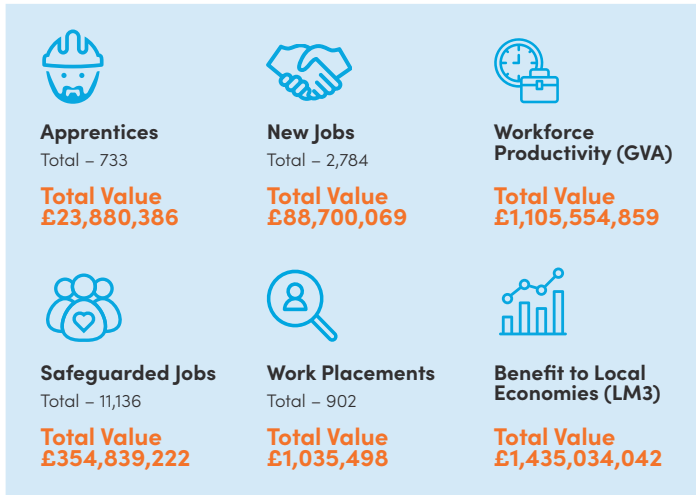 Apprentices
Total – 733
Total Value
£23,880,386
New Jobs
Total – 2,784
Total Value
£88,700,069
Workforce
Productivity (GVA)
Total Value
£1,105,554,859
Safeguarded Jobs
Total – 11,136
Total Value
£354,839,222
Work Placements
Total – 902
Total Value
£1,035,498
Benefit to Local
Economies (LM3)
Total Value
£1,435,034,042